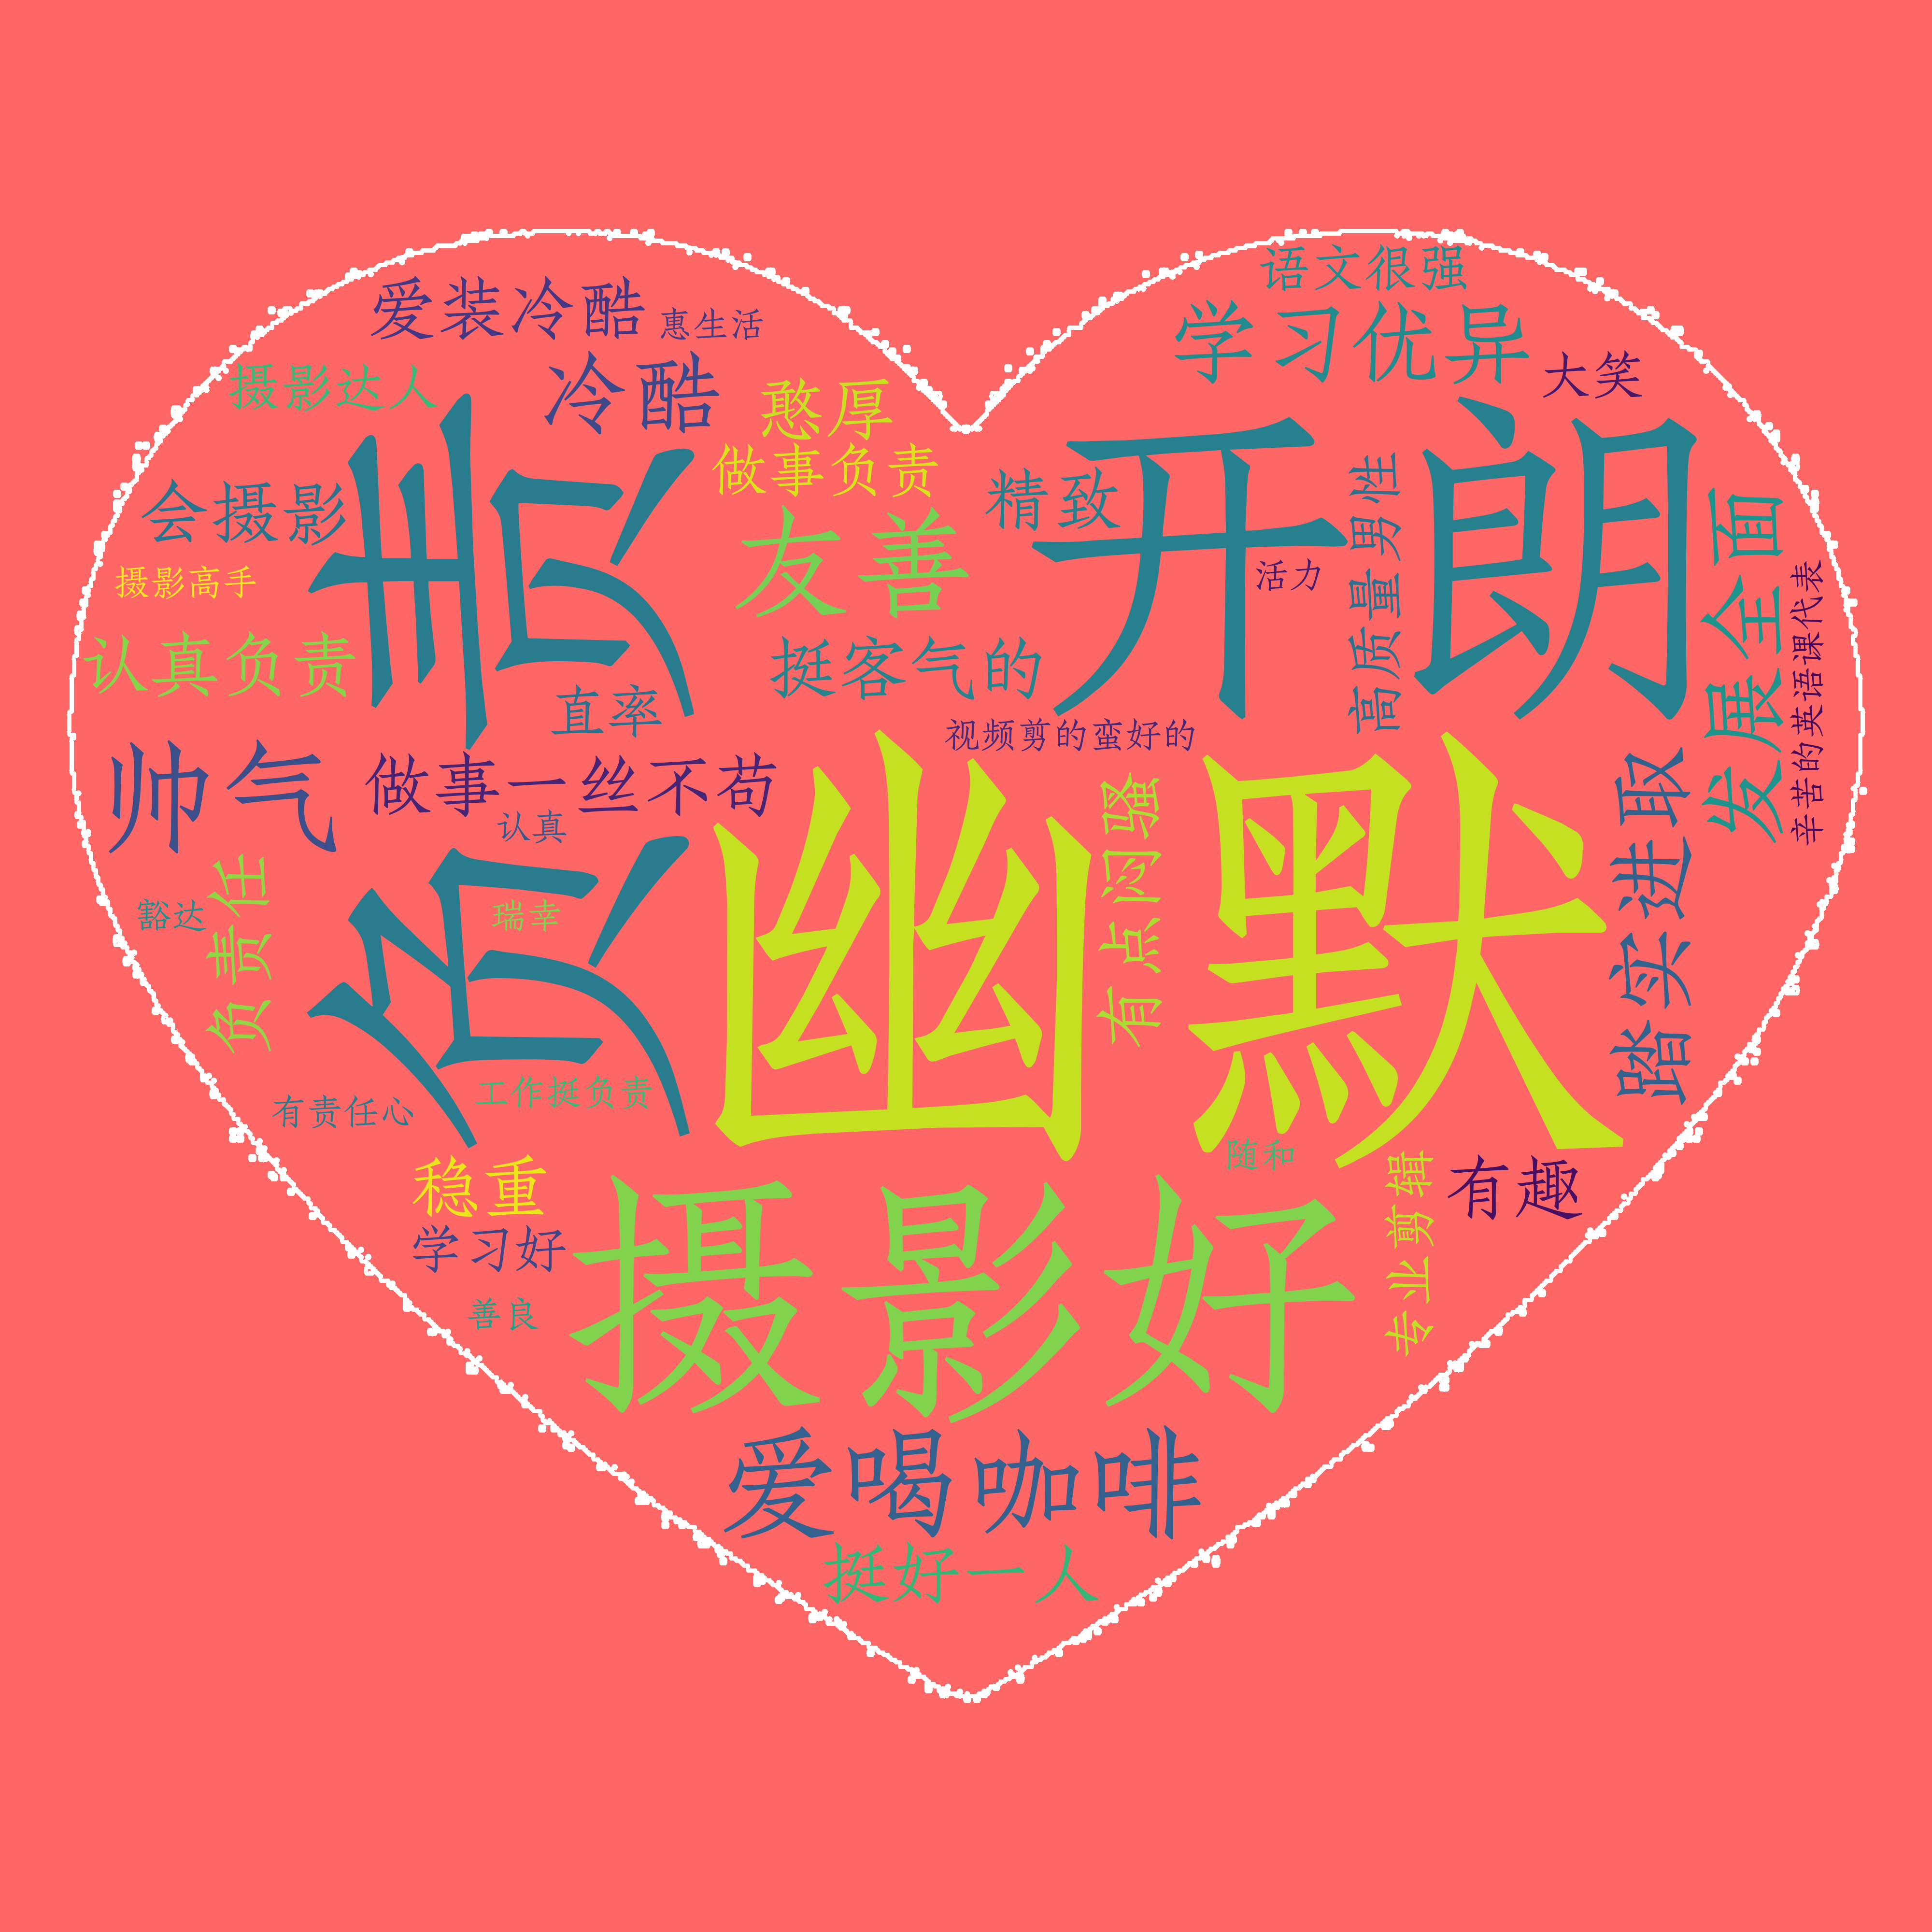 语文很强
爱装冷酷
惠生活
学习优异
冷酷
大笑
摄影达人
憨厚
做事负责
开朗
会摄影
精致
高质量男性
发展全面
友善
活力
摄影高手
辛苦的英语课代表
认真负责
挺客气的
负责
直率
视频剪的蛮好的
帅气
做事一丝不苟
认真
幽默
有点闷骚
踏实进取
负责任
豁达
瑞幸
工作挺负责
有责任心
随和
稳重
有趣
专业剪辑
摄影好
学习好
善良
爱喝咖啡
挺好一人